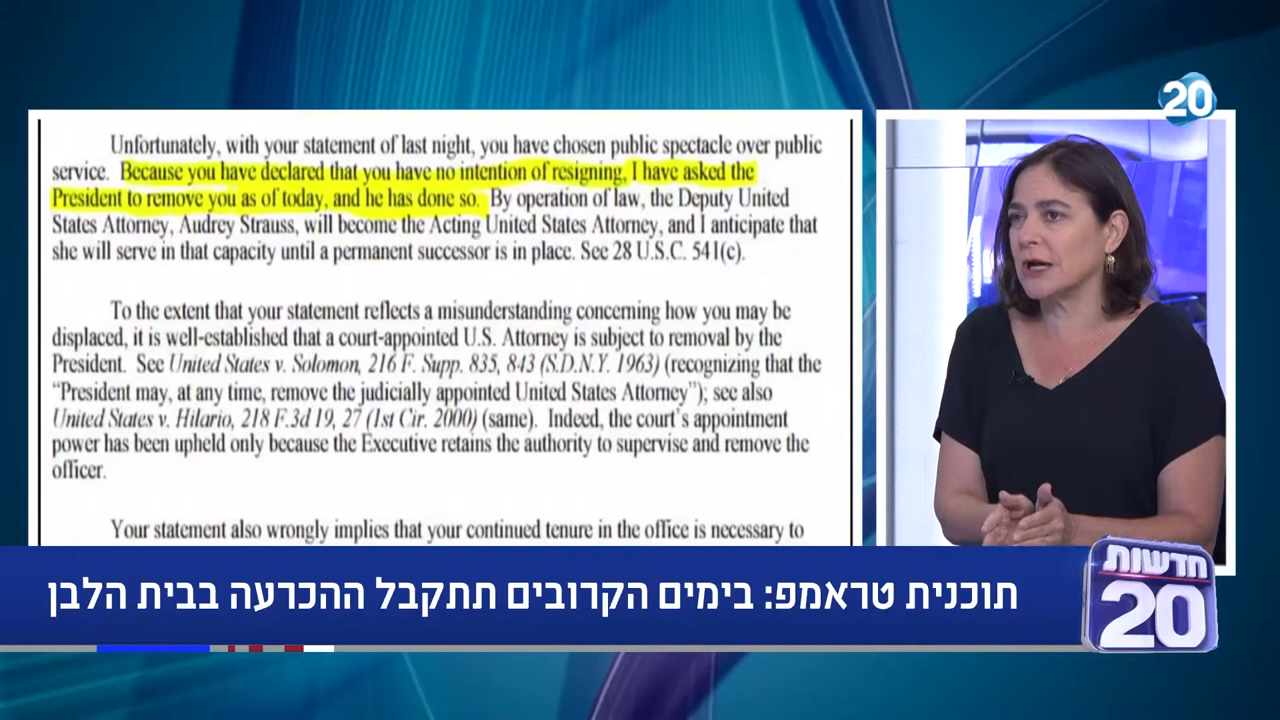 20
Unfortunately, with your statement of last night, you have chosen public spectacle over public
service. Because you have declared that you have no intention of resigning, I have asked the
President to remove you as of today, and he has done so. By operation of law, the Deputy United
States Attorney, Audrey Strauss, will become the Acting United States Attorney, and I anticipate that
she will serve in that capacity until a permanent successor is in place. See 28 U.S.C. 541(c).
To the extent that your statement reflects a misunderstanding concerning how you may be
displaced, it is well-established that a court-appointed U.S. Attorney is subject to removal by the
President. See United States v. Solomon, 216 F. Supp. 835, 843 (S.D.N.Y. 1963) (recognizing that the
“President may, at any time, remove the judicially appointed United States Attorney”); see also
United States v. Hilario, 218 F.3d 19, 27 (1st Cir. 2000) (same). Indeed, the court’s appointment
power has been upheld only because the Executive retains the authority to supervise and remove the
officer.
Your statement also wrongly implies that your continued tenure in the office is necessary to
תוכנית טראמפ: בימים הקרובים תתקבל ההכרעה בבית הלבן
חדשות
20